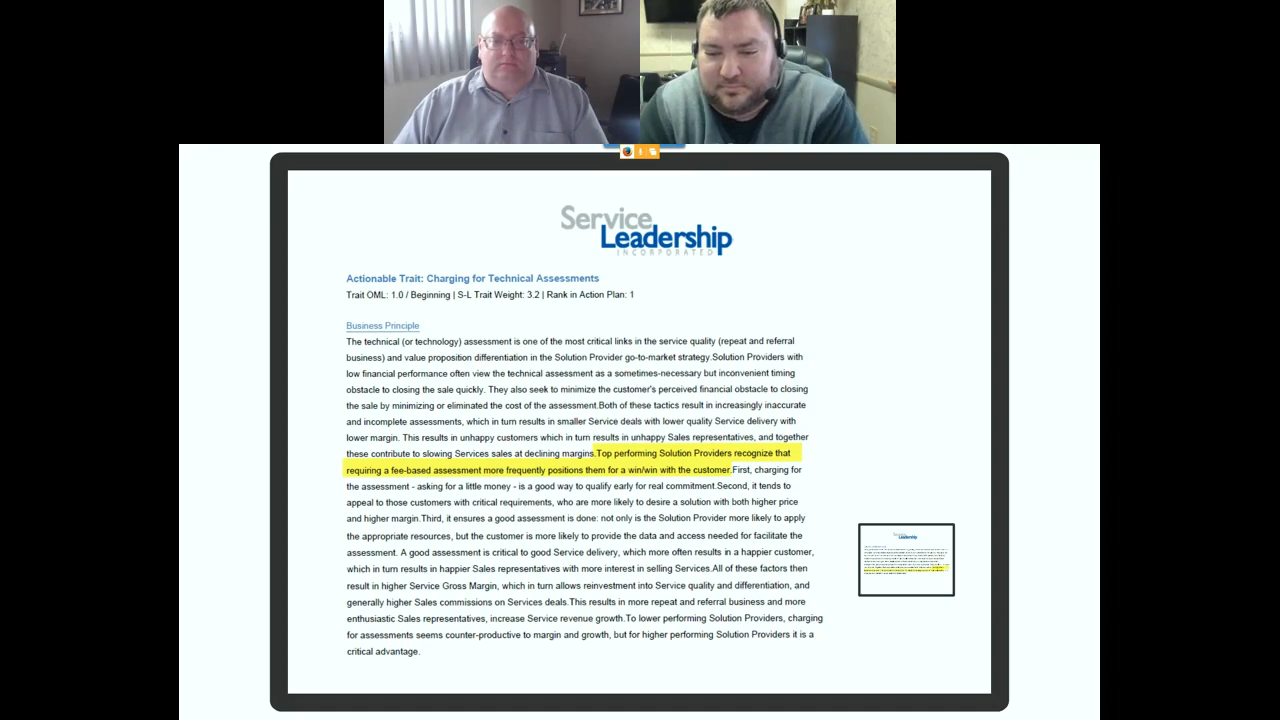 Service
Leadership
INCORPORATED
Actionable Trait: Charging for Technical Assessments
Trait OML: 1.0 / Beginning | S-L Trait Weight: 3.2 | Rank in Action Plan: 1
Business Principle
The technical (or technology) assessment is one of the most critical links in the service quality (repeat and referral
business) and value proposition differentiation in the Solution Provider go-to-market strategy.Solution Providers with
low financial performance often view the technical assessment as a sometimes-necessary but inconvenient timing
obstacle to closing the sale quickly. They also seek to minimize the customer's perceived financial obstacle to closing
the sale by minimizing or eliminated the cost of the assessment.Both of these tactics result in increasingly inaccurate
and incomplete assessments, which in turn results in smaller Service deals with lower quality Service delivery with
lower margin. This results in unhappy customers which in turn results in unhappy Sales representatives, and together
these contribute to slowing Services sales at declining margins.Top performing Solution Providers recognize that
requiring a fee-based assessment more frequently positions them for a win/win with the customer.First, charging for
the assessment - asking for a little money - is a good way to qualify early for real commitment.Second, it tends to
appeal to those customers with critical requirements, who are more likely to desire a solution with both higher price
and higher margin.Third, it ensures a good assessment is done: not only is the Solution Provider more likely to apply
the appropriate resources, but the customer is more likely to provide the data and access needed for facilitate the
assessment. A good assessment is critical to good Service delivery, which more often results in a happier customer,
which in turn results in happier Sales representatives with more interest in selling Services.All of these factors then
result in higher Service Gross Margin, which in turn allows reinvestment into Service quality and differentiation, and
generally higher Sales commissions on Services deals.This results in more repeat and referral business and more
enthusiastic Sales representatives, increase Service revenue growth.To lower performing Solution Providers, charging
for assessments seems counter-productive to margin and growth, but for higher performing Solution Providers it is a
critical advantage.
Service
Leadership